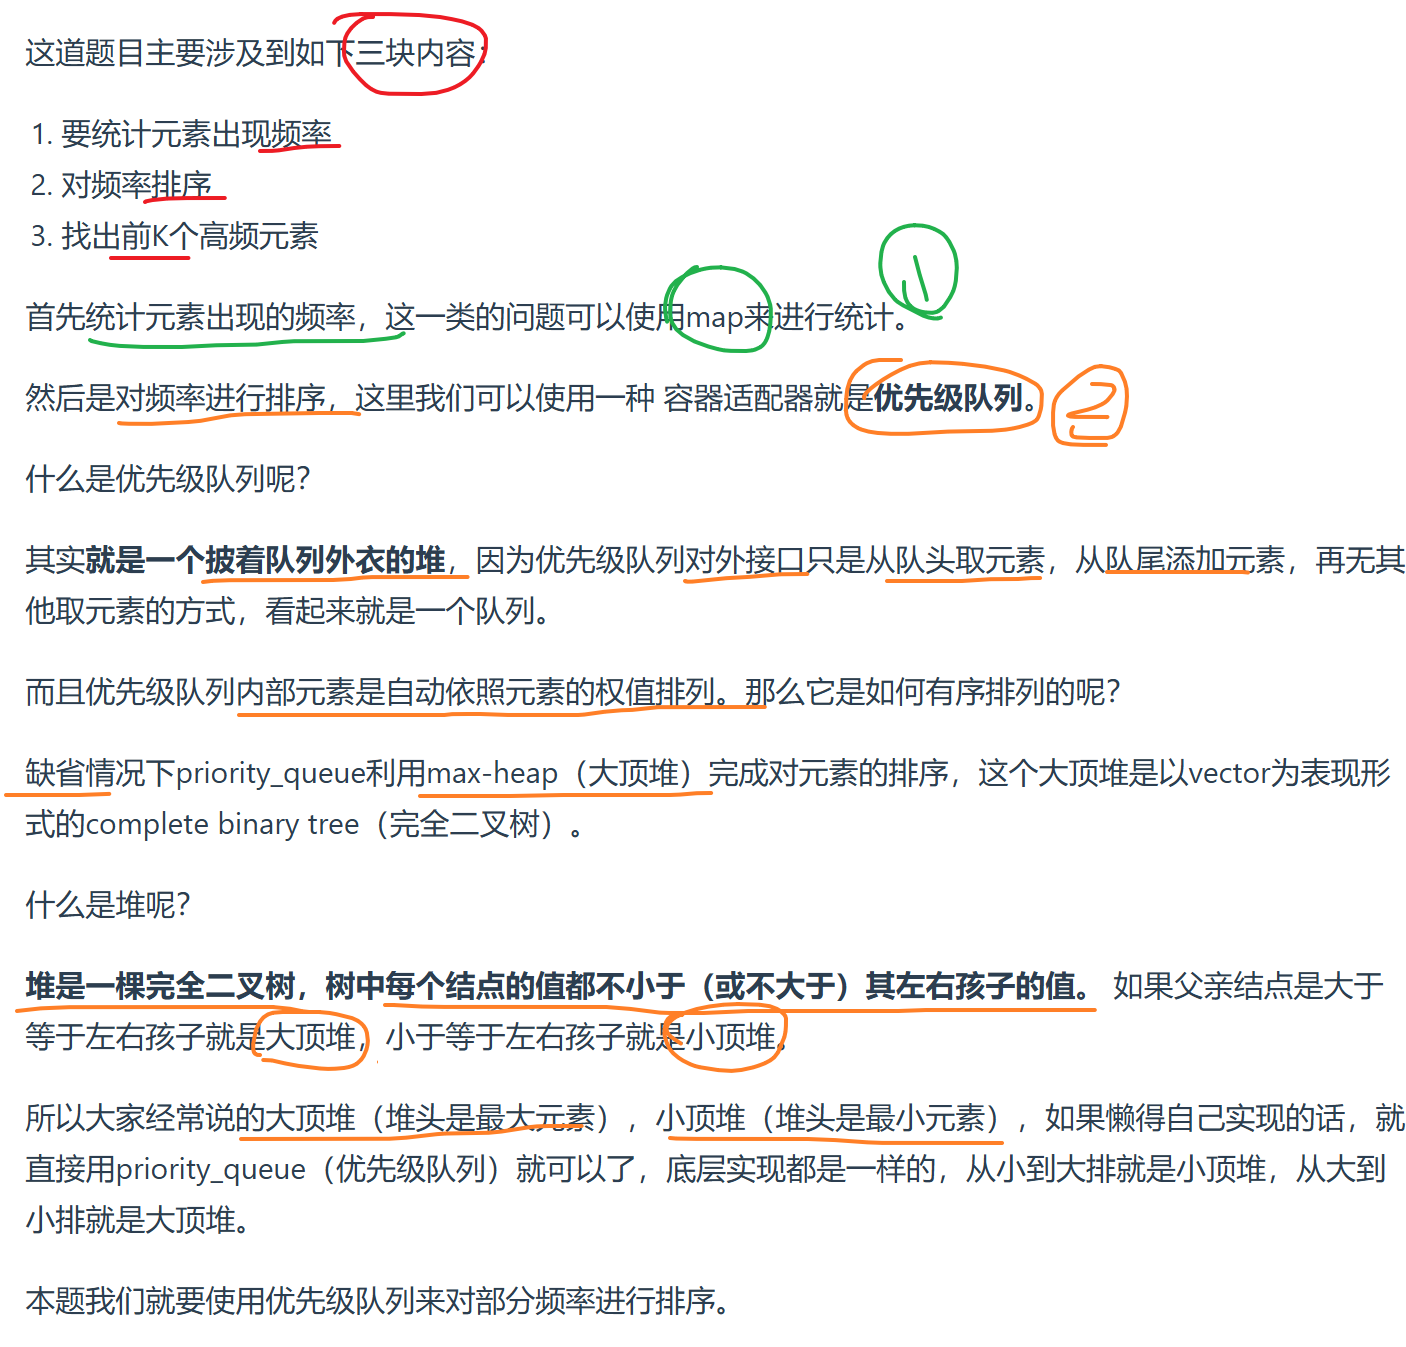 这道题目主要涉及到如下三块内容：
1. 要统计元素出现频率
2. 对频率排序
3. 找出前K个高频元素
1
首先统计元素出现的频率，这一类的问题可以使用map来进行统计。
然后是对频率进行排序，这里我们可以使用一种 容器适配器就是优先级队列。
2
什么是优先级队列呢？
其实就是一个披着队列外衣的堆，因为优先级队列对外接口只是从队头取元素，从队尾添加元素，再无其
他取元素的方式，看起来就是一个队列。
而且优先级队列内部元素是自动依照元素的权值排列。那么它是如何有序排列的呢？
缺省情况下priority_queue利用max-heap（大顶堆）完成对元素的排序，这个大顶堆是以vector为表现形
式的complete binary tree（完全二叉树）。
什么是堆呢？
堆是一棵完全二叉树，树中每个结点的值都不小于（或不大于）其左右孩子的值。 如果父亲结点是大于
等于左右孩子就是大顶堆，小于等于左右孩子就是小顶堆。
所以大家经常说的大顶堆（堆头是最大元素），小顶堆（堆头是最小元素），如果懒得自己实现的话，就
直接用priority_queue（优先级队列）就可以了，底层实现都是一样的，从小到大排就是小顶堆，从大到
小排就是大顶堆。
本题我们就要使用优先级队列来对部分频率进行排序。